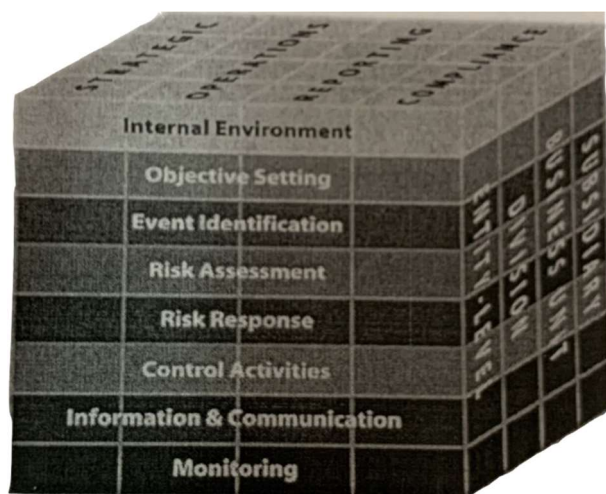 STRATEGIC
OPERATIONS
REPORTING
COMPLIANCE
Internal Environment
Objective Setting
Event Identification
Risk Assessment
Risk Response
Control Activities
Information & Communication
Monitoring
ENTITY-LEVEL
DIVISION
BUSINESS UNIT
SUBSIDIARY